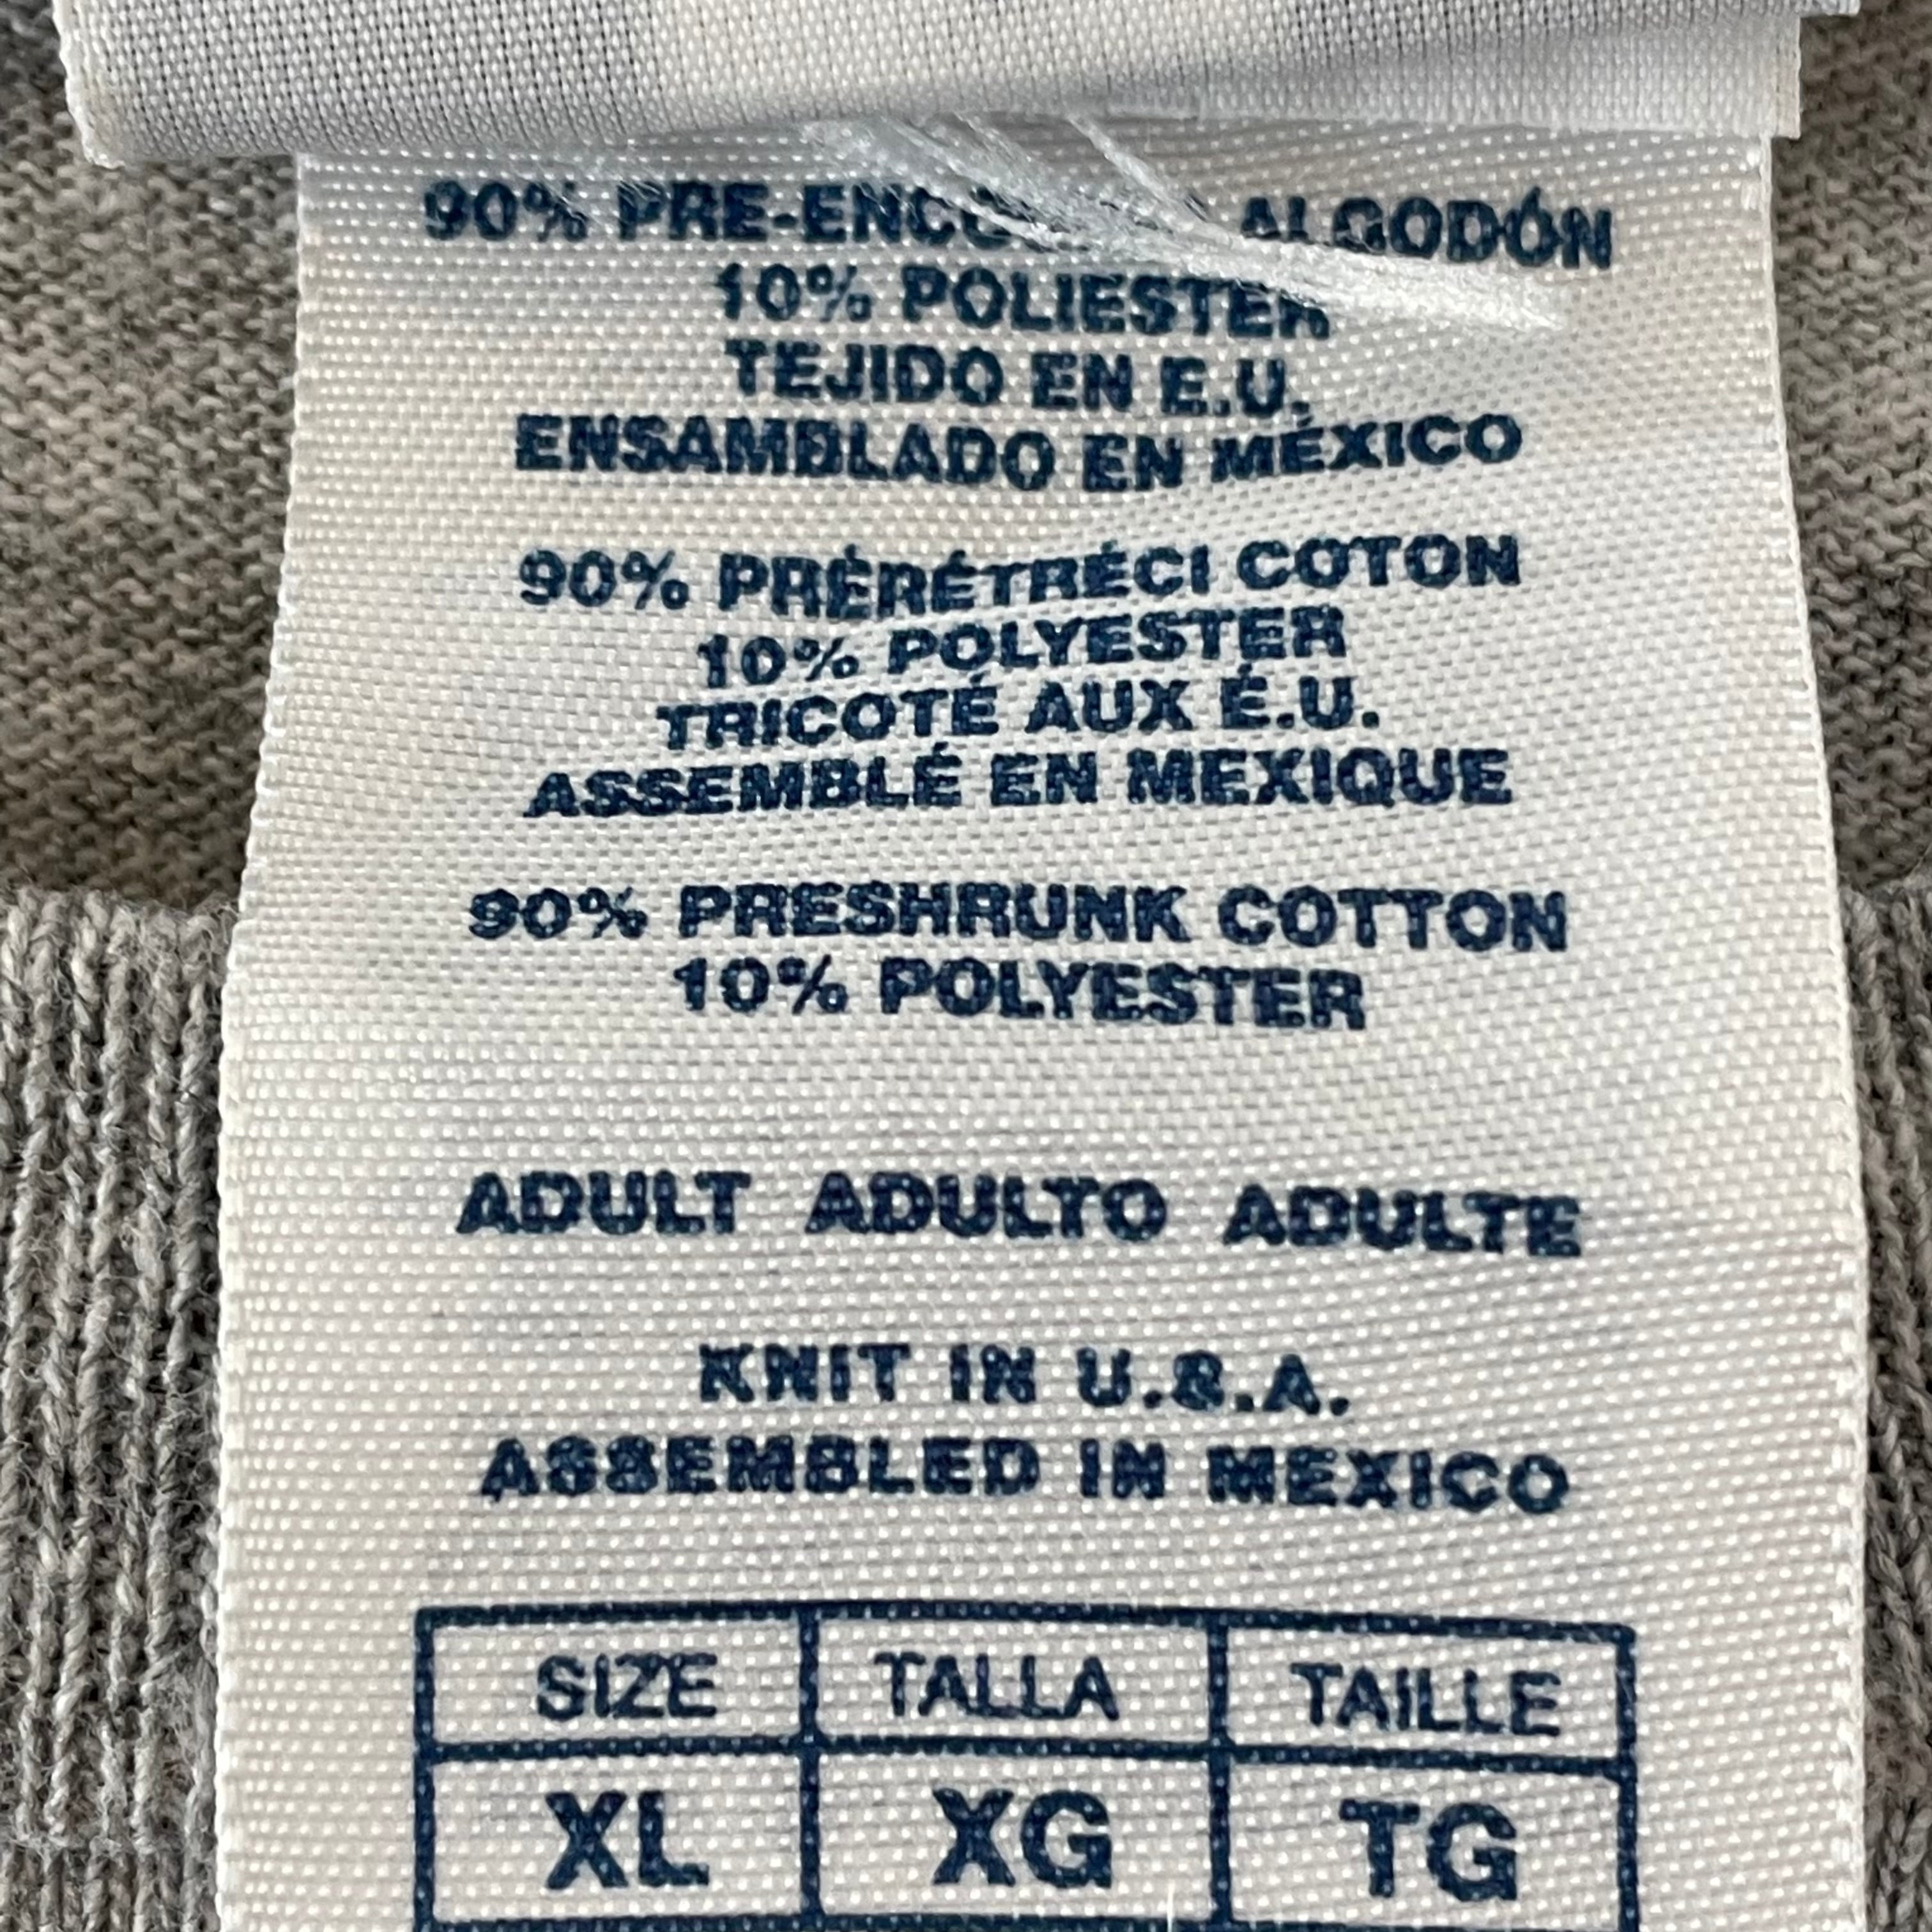 90% ALGODÓN
10% POLIESTER
TEJIDO EN E.U.
ENSAMBLADO EN MÉXICO
90% PRÉRÉTRÉCI COTON
10% POLYESTER
TRICOTÉ AUX É.U.
ASSEMBLÉ EN MEXIQUE
90% PRESHRUNK COTTON
10% POLYESTER
ADULT ADULTO ADULTE
KNIT IN U.S.A.
ASSEMBLED IN MEXICO
SIZE TALLA TAILLE
XL XG TG